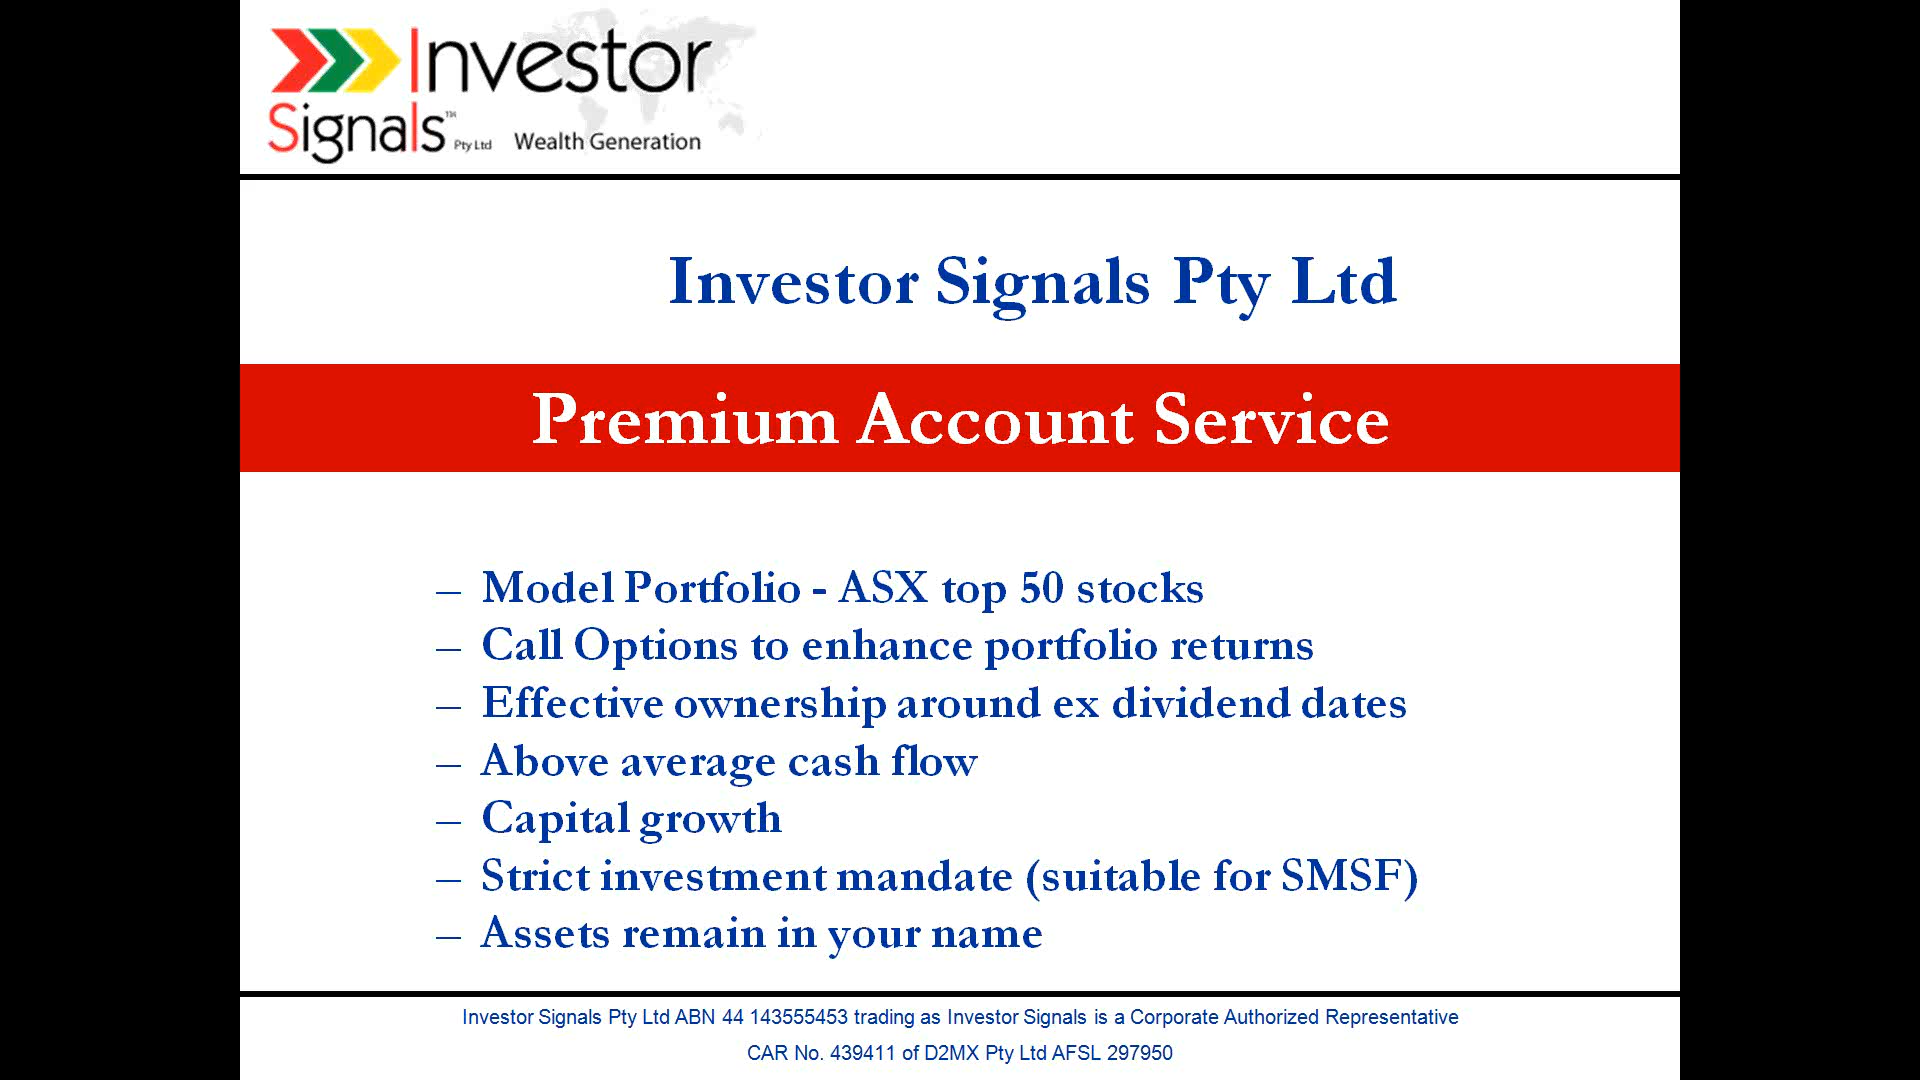 Investor
Signals™ Pty Ltd Wealth Generation
Investor Signals Pty Ltd
Premium Account Service
– Model Portfolio - ASX top 50 stocks
– Call Options to enhance portfolio returns
– Effective ownership around ex dividend dates
– Above average cash flow
– Capital growth
– Strict investment mandate (suitable for SMSF)
– Assets remain in your name
Investor Signals Pty Ltd ABN 44 143555453 trading as Investor Signals is a Corporate Authorized Representative
CAR No. 439411 of D2MX Pty Ltd AFSL 297950